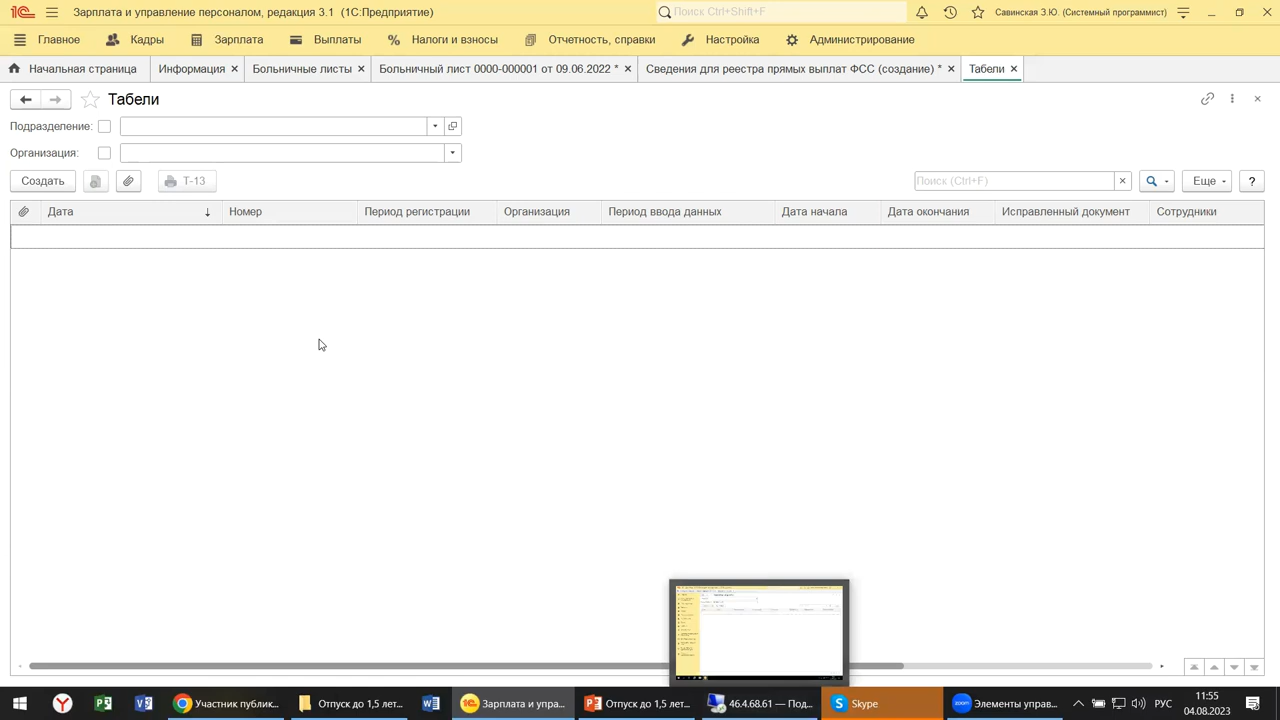 Зарплата и управление персоналом, редакция 3.1 (1С:Предприятие)
Поиск Ctrl+Shift+F
Савинская З.Ю. (Системный программист)
Главное
Кадры
Зарплата
Выплаты
Налоги и взносы
Отчетность, справки
Настройка
Администрирование
Начальная страница
Информация
Больничные листы
Больничный лист 0000-000001 от 09.06.2022 *
Сведения для реестра прямых выплат ФСС (создание) *
Табели
Табели
Подразделение:
Организация:
Создать
Т-13
Поиск (Ctrl+F)
Еще
?
Дата
Номер
Период регистрации
Организация
Период ввода данных
Дата начала
Дата окончания
Исправленный документ
Сотрудники
Участник публик...
Отпуск до 1,5 лет...
Зарплата и упра...
Отпуск до 1,5 лет...
46.4.68.61 — Под...
Skype
Элементы управ...
РУС
11:55
04.08.2023